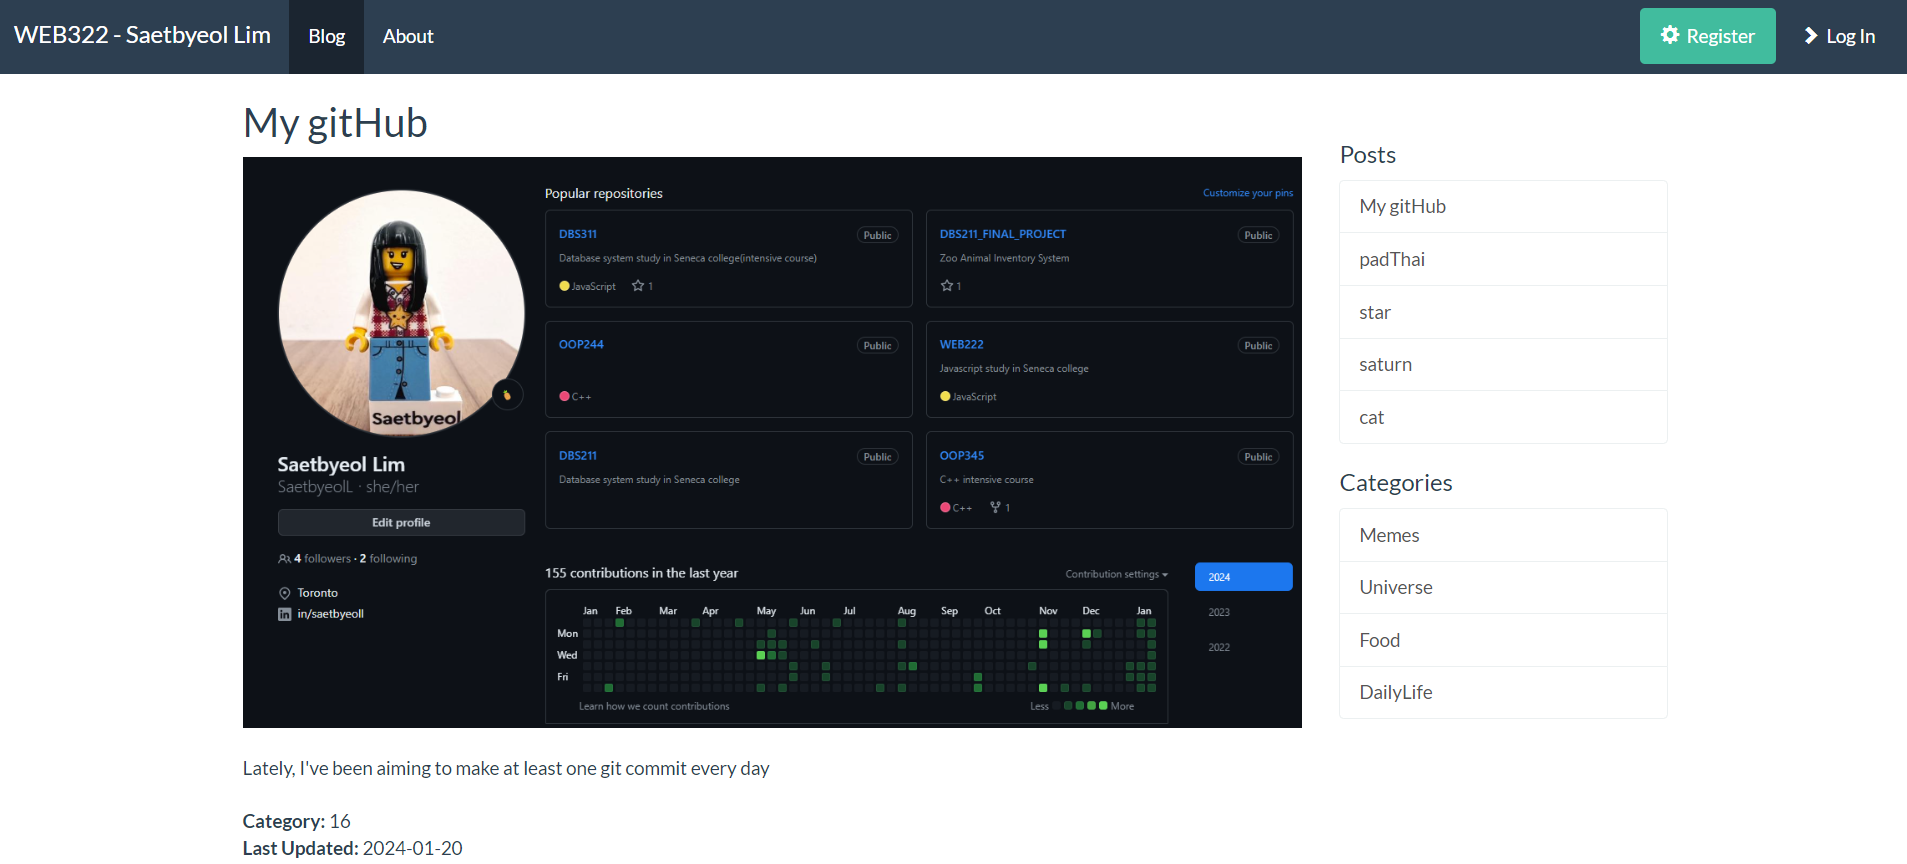 WEB322 - Saetbyeol Lim
Blog
About
Register
Log In
My gitHub
Saetbyeol
Saetbyeol Lim
SaetbyeolL · she/her
Edit profile
4 followers · 2 following
Toronto
in/saetbyeoll
Popular repositories
Customize your pins
DBS311
Public
Database system study in Seneca college(intensive course)
JavaScript
1
DBS211_FINAL_PROJECT
Public
Zoo Animal Inventory System
1
OOP244
Public
C++
WEB222
Public
Javascript study in Seneca college
JavaScript
DBS211
Public
Database system study in Seneca college
OOP345
Public
C++ intensive course
C++
1
155 contributions in the last year
Contribution settings
Jan Feb Mar Apr May Jun Jul Aug Sep Oct Nov Dec Jan
Mon
Wed
Fri
Learn how we count contributions
Less
More
2024
2023
2022
Lately, I've been aiming to make at least one git commit every day
Category: 16
Last Updated: 2024-01-20
Posts
My gitHub
padThai
star
saturn
cat
Categories
Memes
Universe
Food
DailyLife